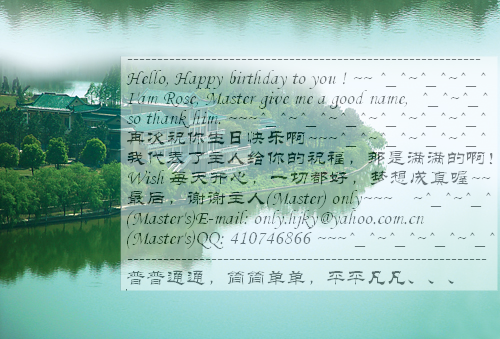 --------------------------------------------------
Hello, Happy birthday to you ! ~~ ^_^~_^~_^~_^
I'am Rose, Master give me a good name, ^_^~_^
so thank him. ~~~~ ^~_^~_^~_^~_^~_^~_^
再次祝你生日快乐啊~~~~_^~_^~_^~_^~_^
我代表了主人给你的祝程，那是满满的啊!
Wish 每天开心，一切都好，梦想成真喔~~
最后，谢谢主人(Master) only~~~ ~_^~_^
(Master's)E-mail: only.hjky@yahoo.com.cn
(Master's)QQ: 410746866 ~~~^_^~_^~_^~_^
--------------------------------------------------
普普通通，简简单单，平平凡凡、、、